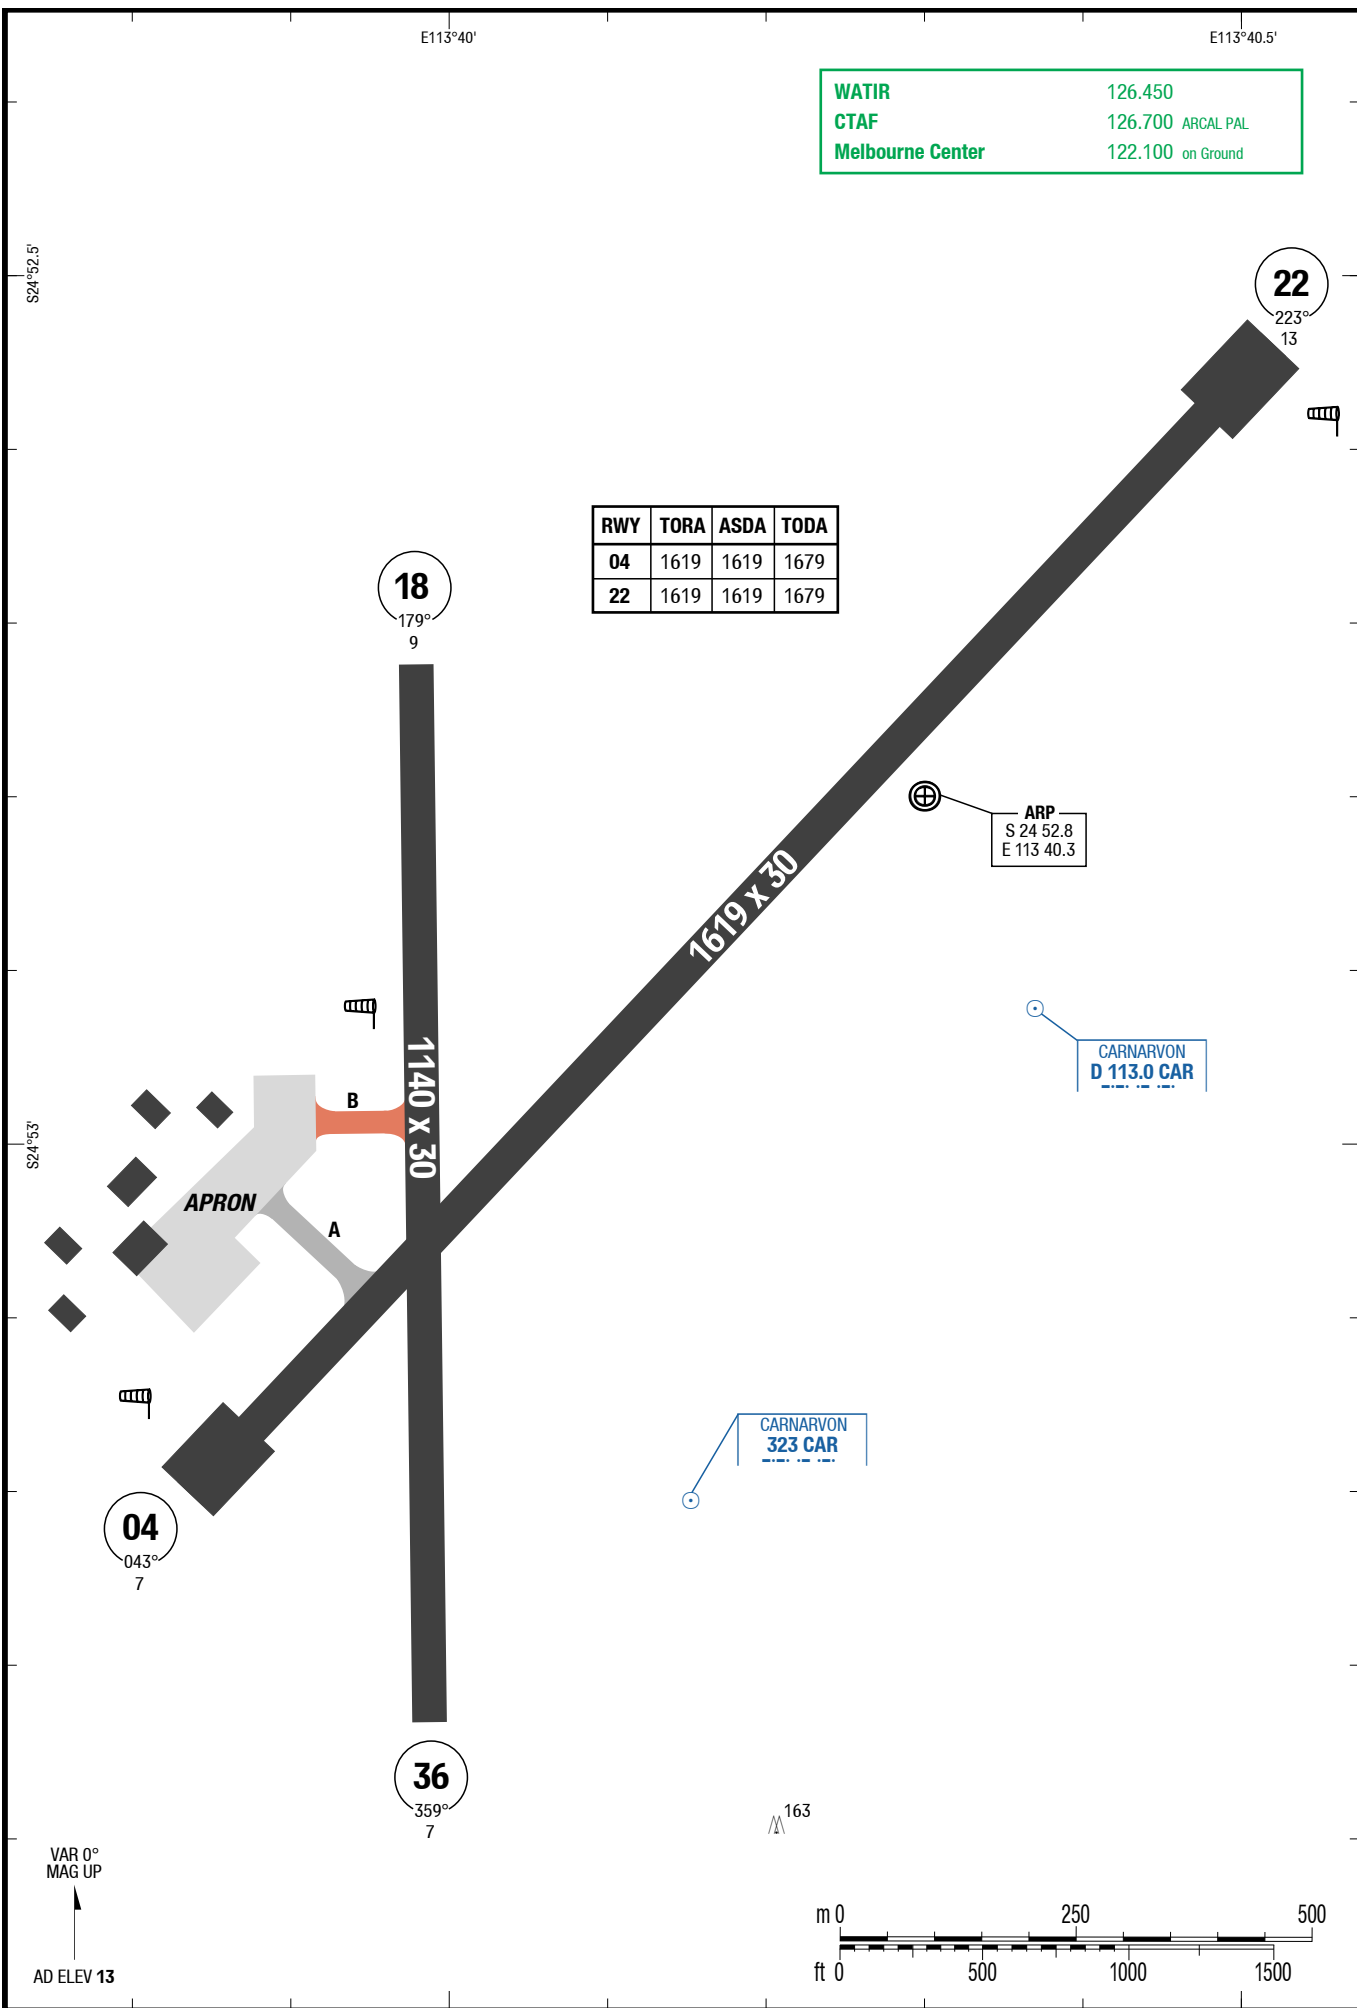 E113°40'
E113°40.5'
WATIR 126.450
CTAF 126.700 ARCAL PAL
Melbourne Center 122.100 on Ground
S24°52.5'
22
223°
13
RWY TORA ASDA TODA
04 1619 1619 1679
22 1619 1619 1679
18
179°
9
ARP
S 24 52.8
E 113 40.3
1619 x 30
1140 x 30
CARNARVON
D 113.0 CAR
B
S24°53'
APRON
A
CARNARVON
323 CAR
04
043°
7
36
359°
7
163
VAR 0°
MAG UP
AD ELEV 13
m 0 250 500
ft 0 500 1000 1500